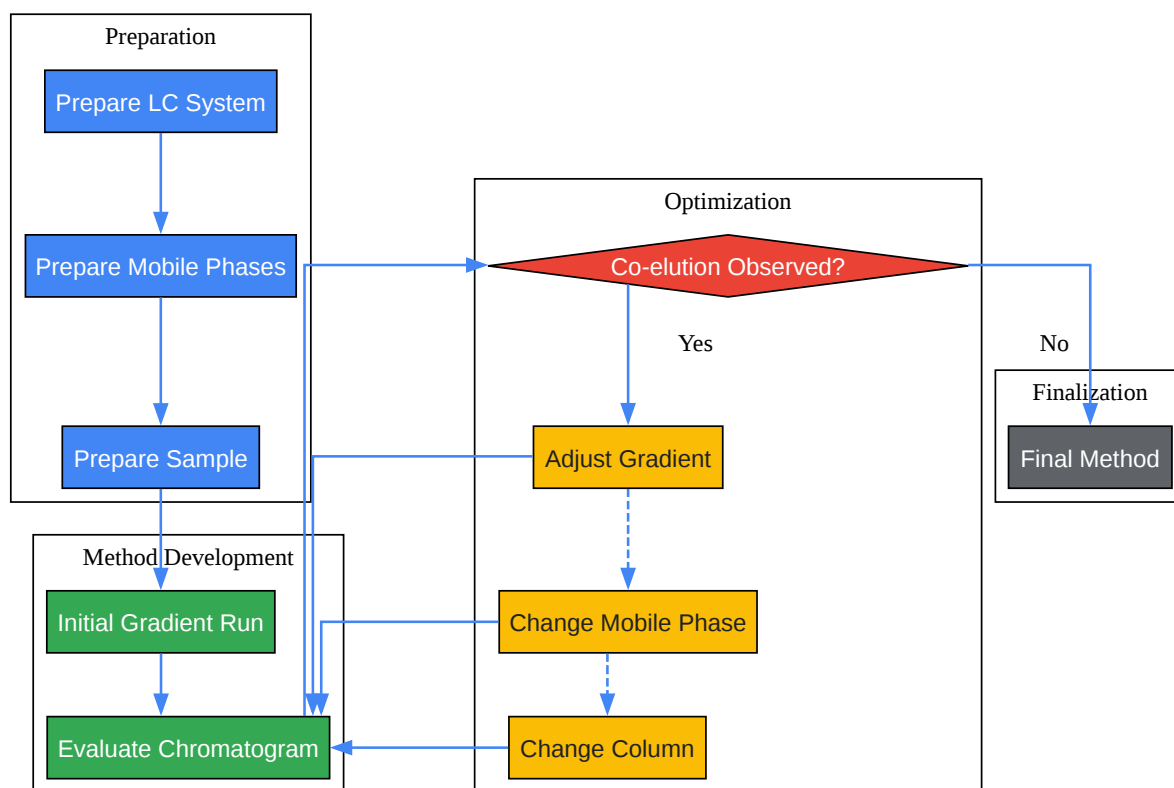 Preparation
Prepare LC System
Prepare Mobile Phases
Prepare Sample
Method Development
Initial Gradient Run
Evaluate Chromatogram
Optimization
Co-elution Observed?
Yes
No
Adjust Gradient
Change Mobile Phase
Change Column
Finalization
Final Method